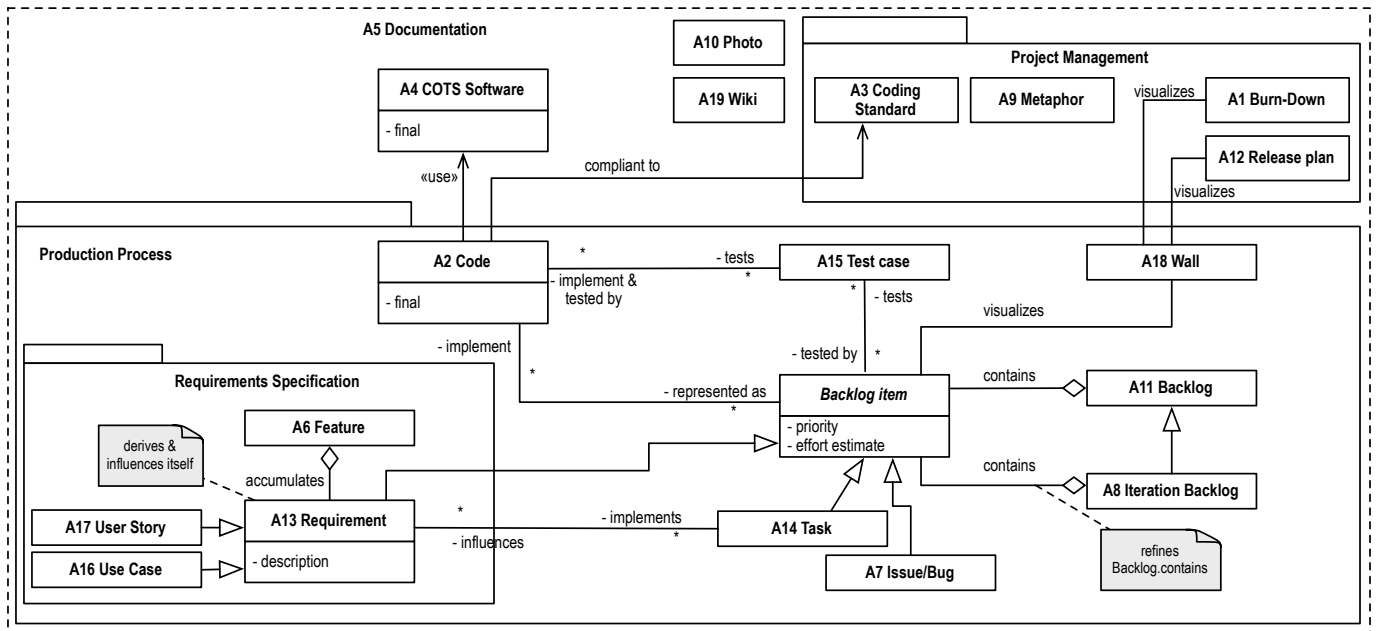 A5 Documentation
A10 Photo
Project Management
A4 COTS Software
- final
A19 Wiki
A3 Coding
Standard
A9 Metaphor
visualizes
A1 Burn-Down
A12 Release plan
visualizes
«use»
compliant to
Production Process
A2 Code
- final
*
- implement &
tested by
- tests
*
A15 Test case
*
- tests
A18 Wall
visualizes
- implement
*
- tested by
*
- represented as
*
Backlog item
- priority
- effort estimate
contains
A11 Backlog
contains
A8 Iteration Backlog
refines
Backlog.contains
Requirements Specification
A6 Feature
derives &
influences itself
accumulates
A17 User Story
A13 Requirement
- description
A16 Use Case
*
- influences
- implements
*
A14 Task
A7 Issue/Bug